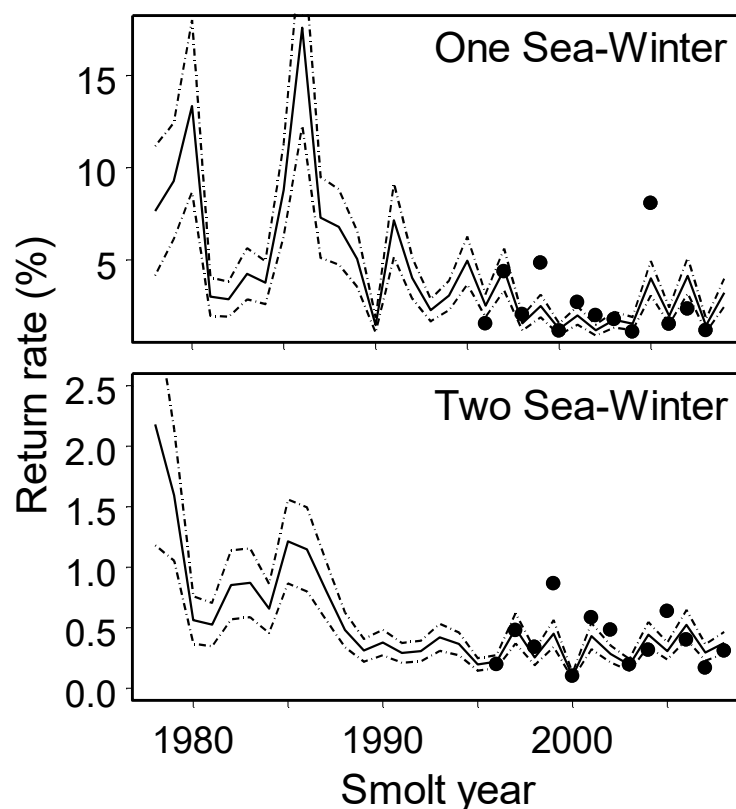 One Sea-Winter
15
10
5
Return rate (%)
Two Sea-Winter
2.5
2.0
1.5
1.0
0.5
0.0
1980 1990 2000
Smolt year